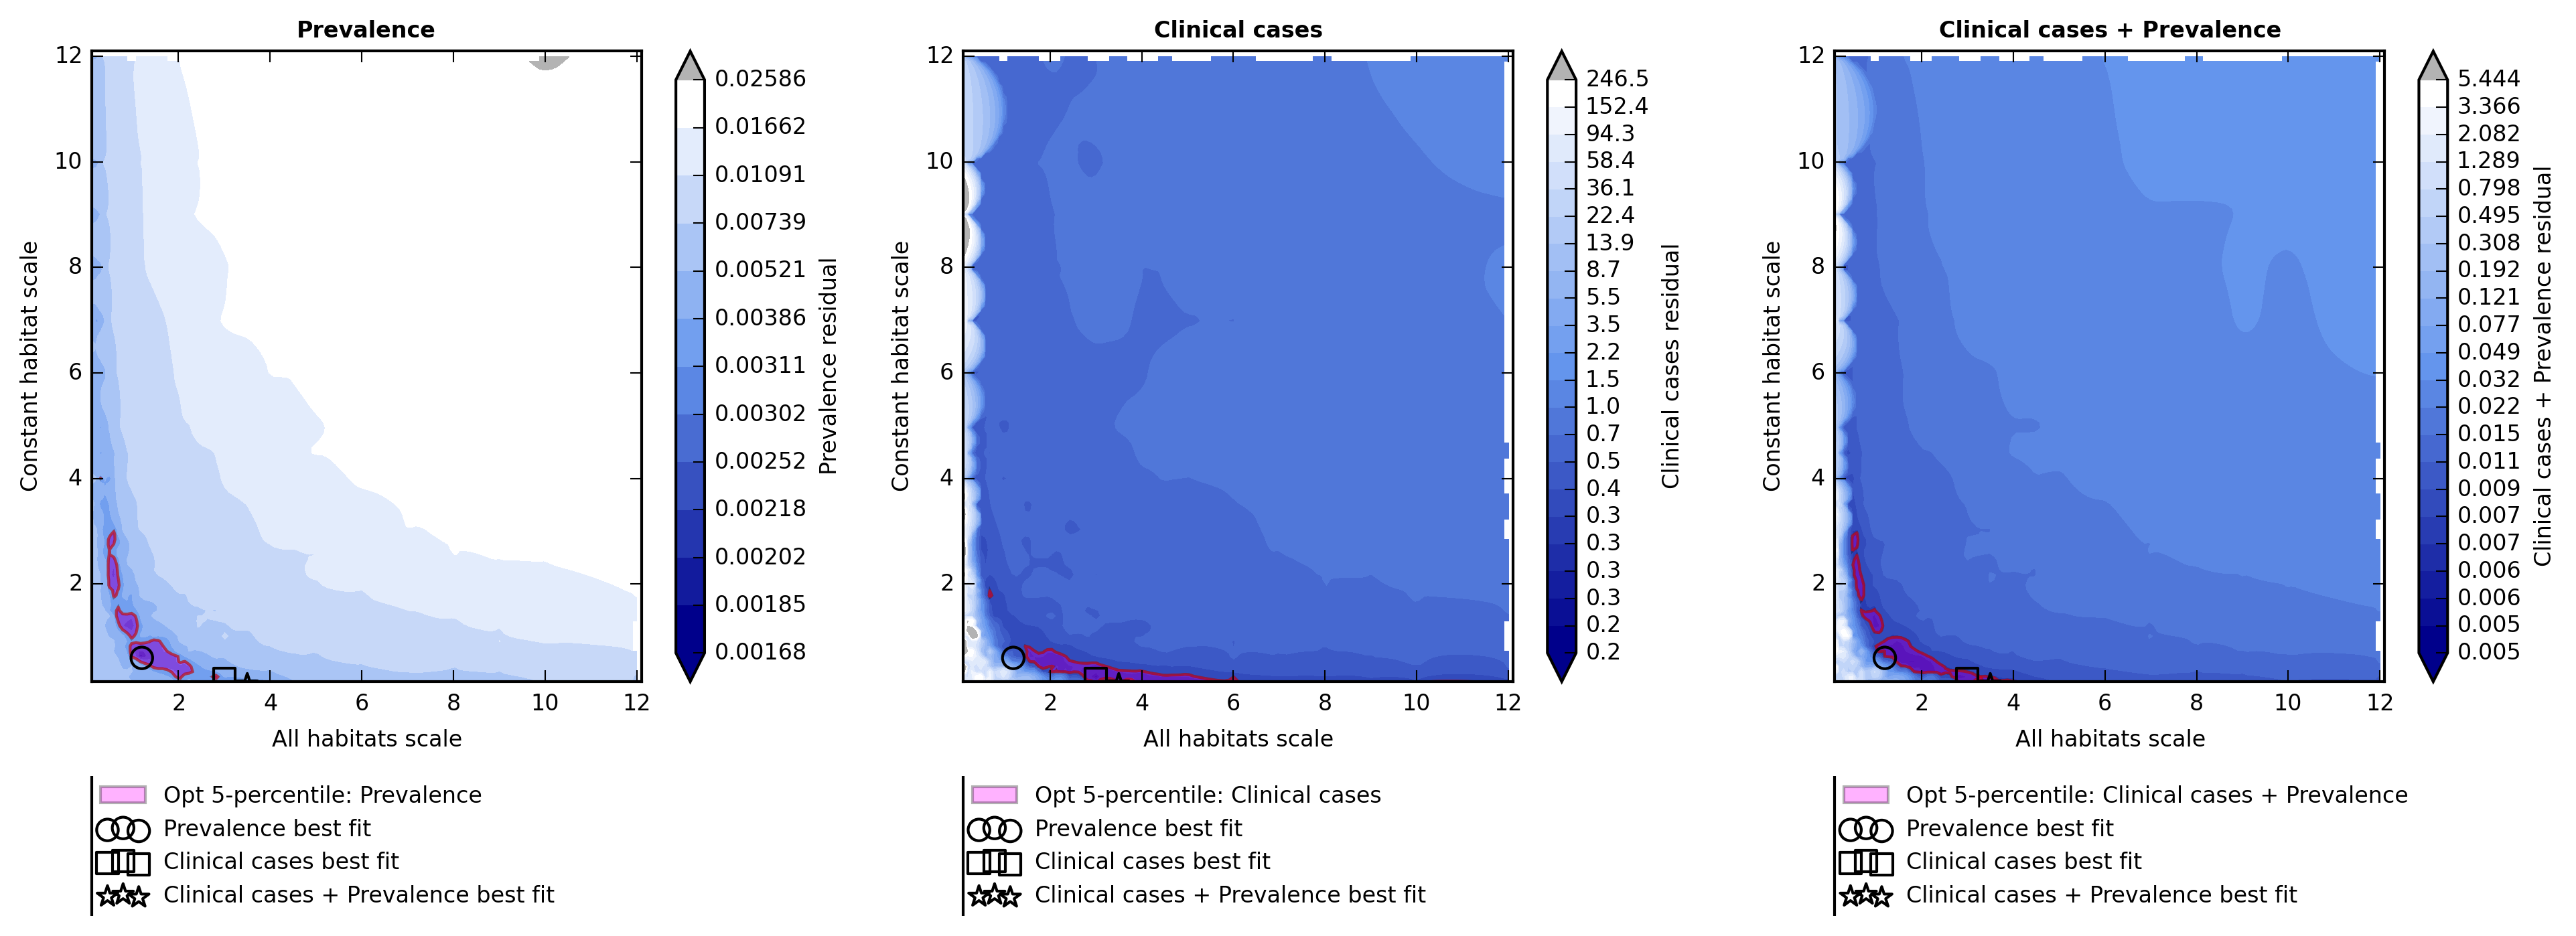 Prevalence
Clinical cases
Clinical cases + Prevalence
12
10
8
6
4
2
Constant habitat scale
2 4 6 8 10 12
All habitats scale
0.02586
0.01662
0.01091
0.00739
0.00521
0.00386
0.00311
0.00302
0.00252
0.00218
0.00202
0.00185
0.00168
Prevalence residual
12
10
8
6
4
2
Constant habitat scale
2 4 6 8 10 12
All habitats scale
246.5
152.4
94.3
58.4
36.1
22.4
13.9
8.7
5.5
3.5
2.2
1.5
1.0
0.7
0.5
0.4
0.3
0.3
0.3
0.3
0.2
0.2
Clinical cases residual
12
10
8
6
4
2
Constant habitat scale
2 4 6 8 10 12
All habitats scale
5.444
3.366
2.082
1.289
0.798
0.495
0.308
0.192
0.121
0.077
0.049
0.032
0.022
0.015
0.011
0.009
0.007
0.007
0.006
0.006
0.005
0.005
Clinical cases + Prevalence residual
Opt 5-percentile: Prevalence
Prevalence best fit
Clinical cases best fit
Clinical cases + Prevalence best fit
Opt 5-percentile: Clinical cases
Prevalence best fit
Clinical cases best fit
Clinical cases + Prevalence best fit
Opt 5-percentile: Clinical cases + Prevalence
Prevalence best fit
Clinical cases best fit
Clinical cases + Prevalence best fit